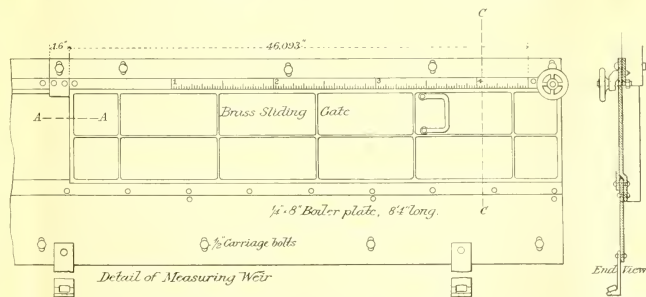 C
1.6"
46.093"
1 2 3 4
A A
Brass Sliding Gate
¼ × 8" Boiler plate, 8'4" long.
C
½" Carriage bolts
End View
Detail of Measuring Weir